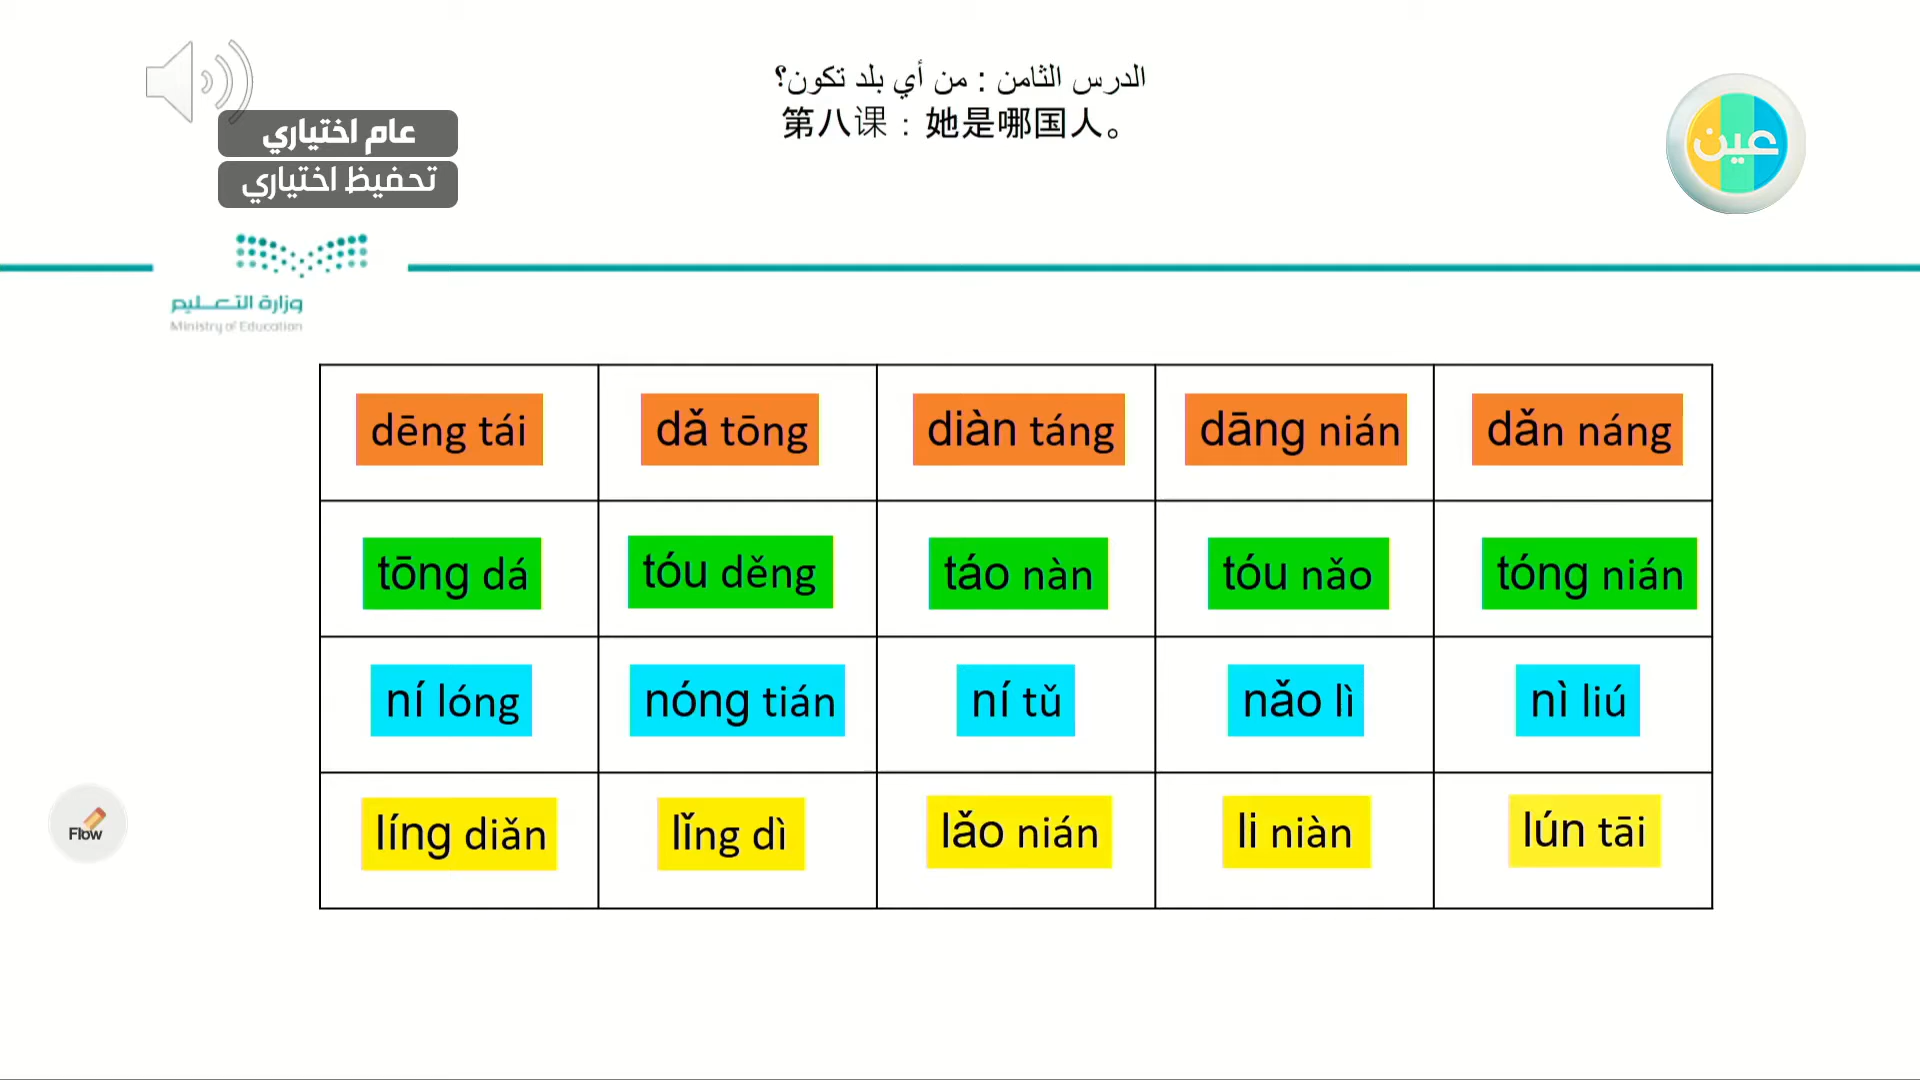 الدرس الثامن : من أي بلد تكون؟
第八课：她是哪国人。
عام اختياري
تحفيظ اختياري
عين
وزارة التعليم
Ministry of Education
dēng tái dǎ tōng diàn táng dāng nián dǎn náng
tōng dá tóu děng táo nàn tóu nǎo tóng nián
ní lóng nóng tián ní tǔ nǎo lì nì liú
líng diǎn lǐng dì lǎo nián li niàn lún tāi
Flow